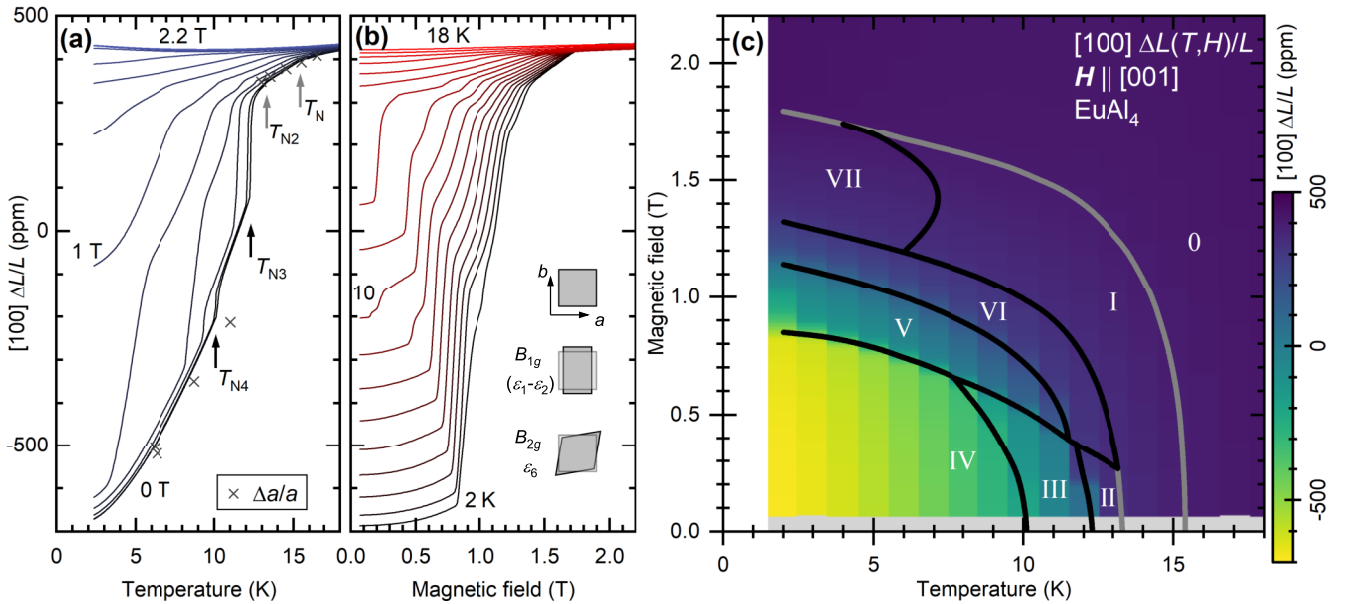 (a)
2.2 T
T_N
T_N2
T_N3
T_N4
1 T
0 T
× Δa/a
[100] ΔL/L (ppm)
500
0
-500
0
5
10
15
Temperature (K)
(b)
18 K
10
2 K
b
a
B_1g
(ε_1-ε_2)
B_2g
ε_6
0.0
0.5
1.0
1.5
2.0
Magnetic field (T)
(c)
[100] ΔL(T,H)/L
H || [001]
EuAl_4
VII
0
VI
I
V
IV
III
II
Magnetic field (T)
2.0
1.5
1.0
0.5
0.0
0
5
10
15
Temperature (K)
[100] ΔL/L (ppm)
500
0
-500